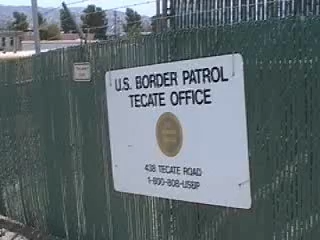 U.S. BORDER PATROL
TECATE OFFICE
438 TECATE ROAD
1-800-808-USBP